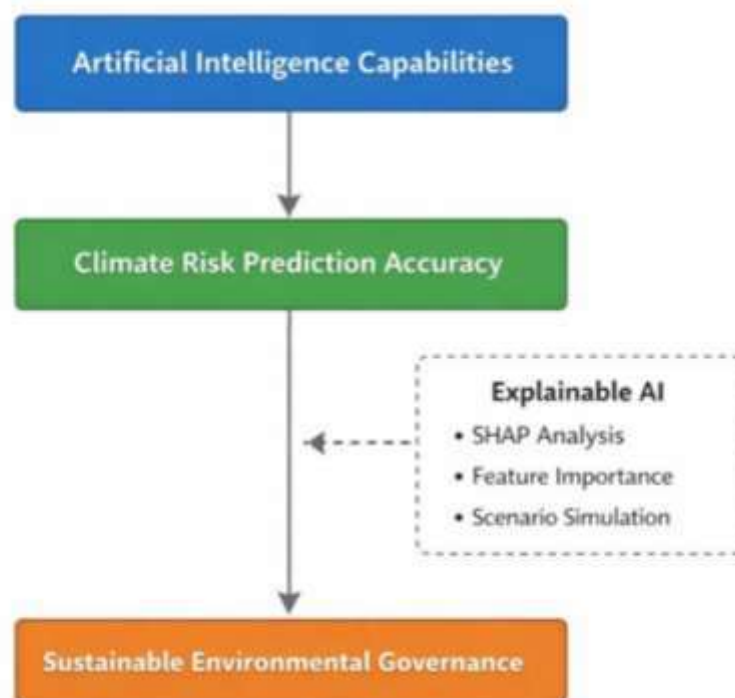 Artificial Intelligence Capabilities
Climate Risk Prediction Accuracy
Explainable AI
• SHAP Analysis
• Feature Importance
• Scenario Simulation
Sustainable Environmental Governance